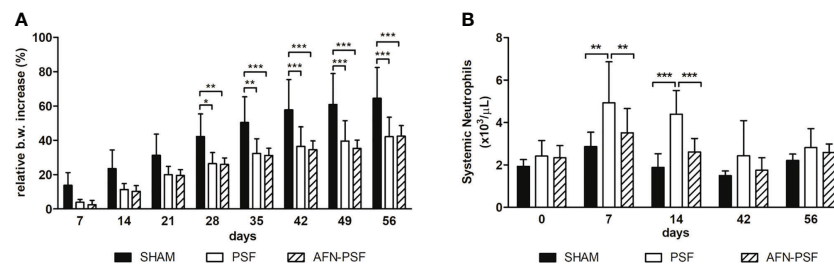 A
relative b.w. increase (%)
100
80
60
40
20
0
*
**
**
***
***
***
***
***
***
***
7 14 21 28 35 42 49 56
days
SHAM PSF AFN-PSF
B
Systemic Neutrophils
(x10³/µL)
8
6
4
2
0
** **
*** ***
0 7 14 42 56
days
SHAM PSF AFN-PSF